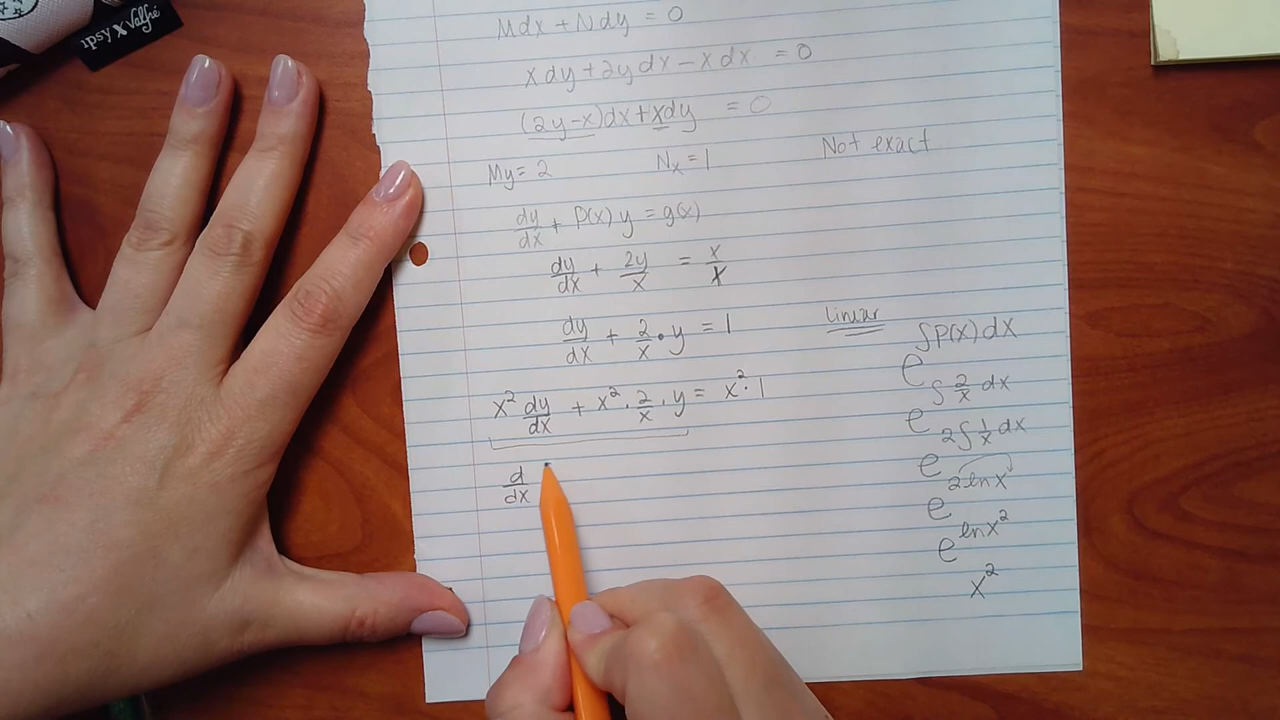 ipsy x Valfré
Mdx + Ndy = 0
xdy + 2ydx - xdx = 0
(2y-x)dx + xdy = 0
My = 2 Nx = 1 Not exact
dy/dx + P(x)y = g(x)
dy/dx + 2y/x = x/x
dy/dx + 2/x • y = 1 linear
x² dy/dx + x² · 2/x · y = x² · 1
d/dx
e^∫P(x)dx
e^∫ 2/x dx
e^2∫ 1/x dx
e^2lnx
e^lnx²
x²